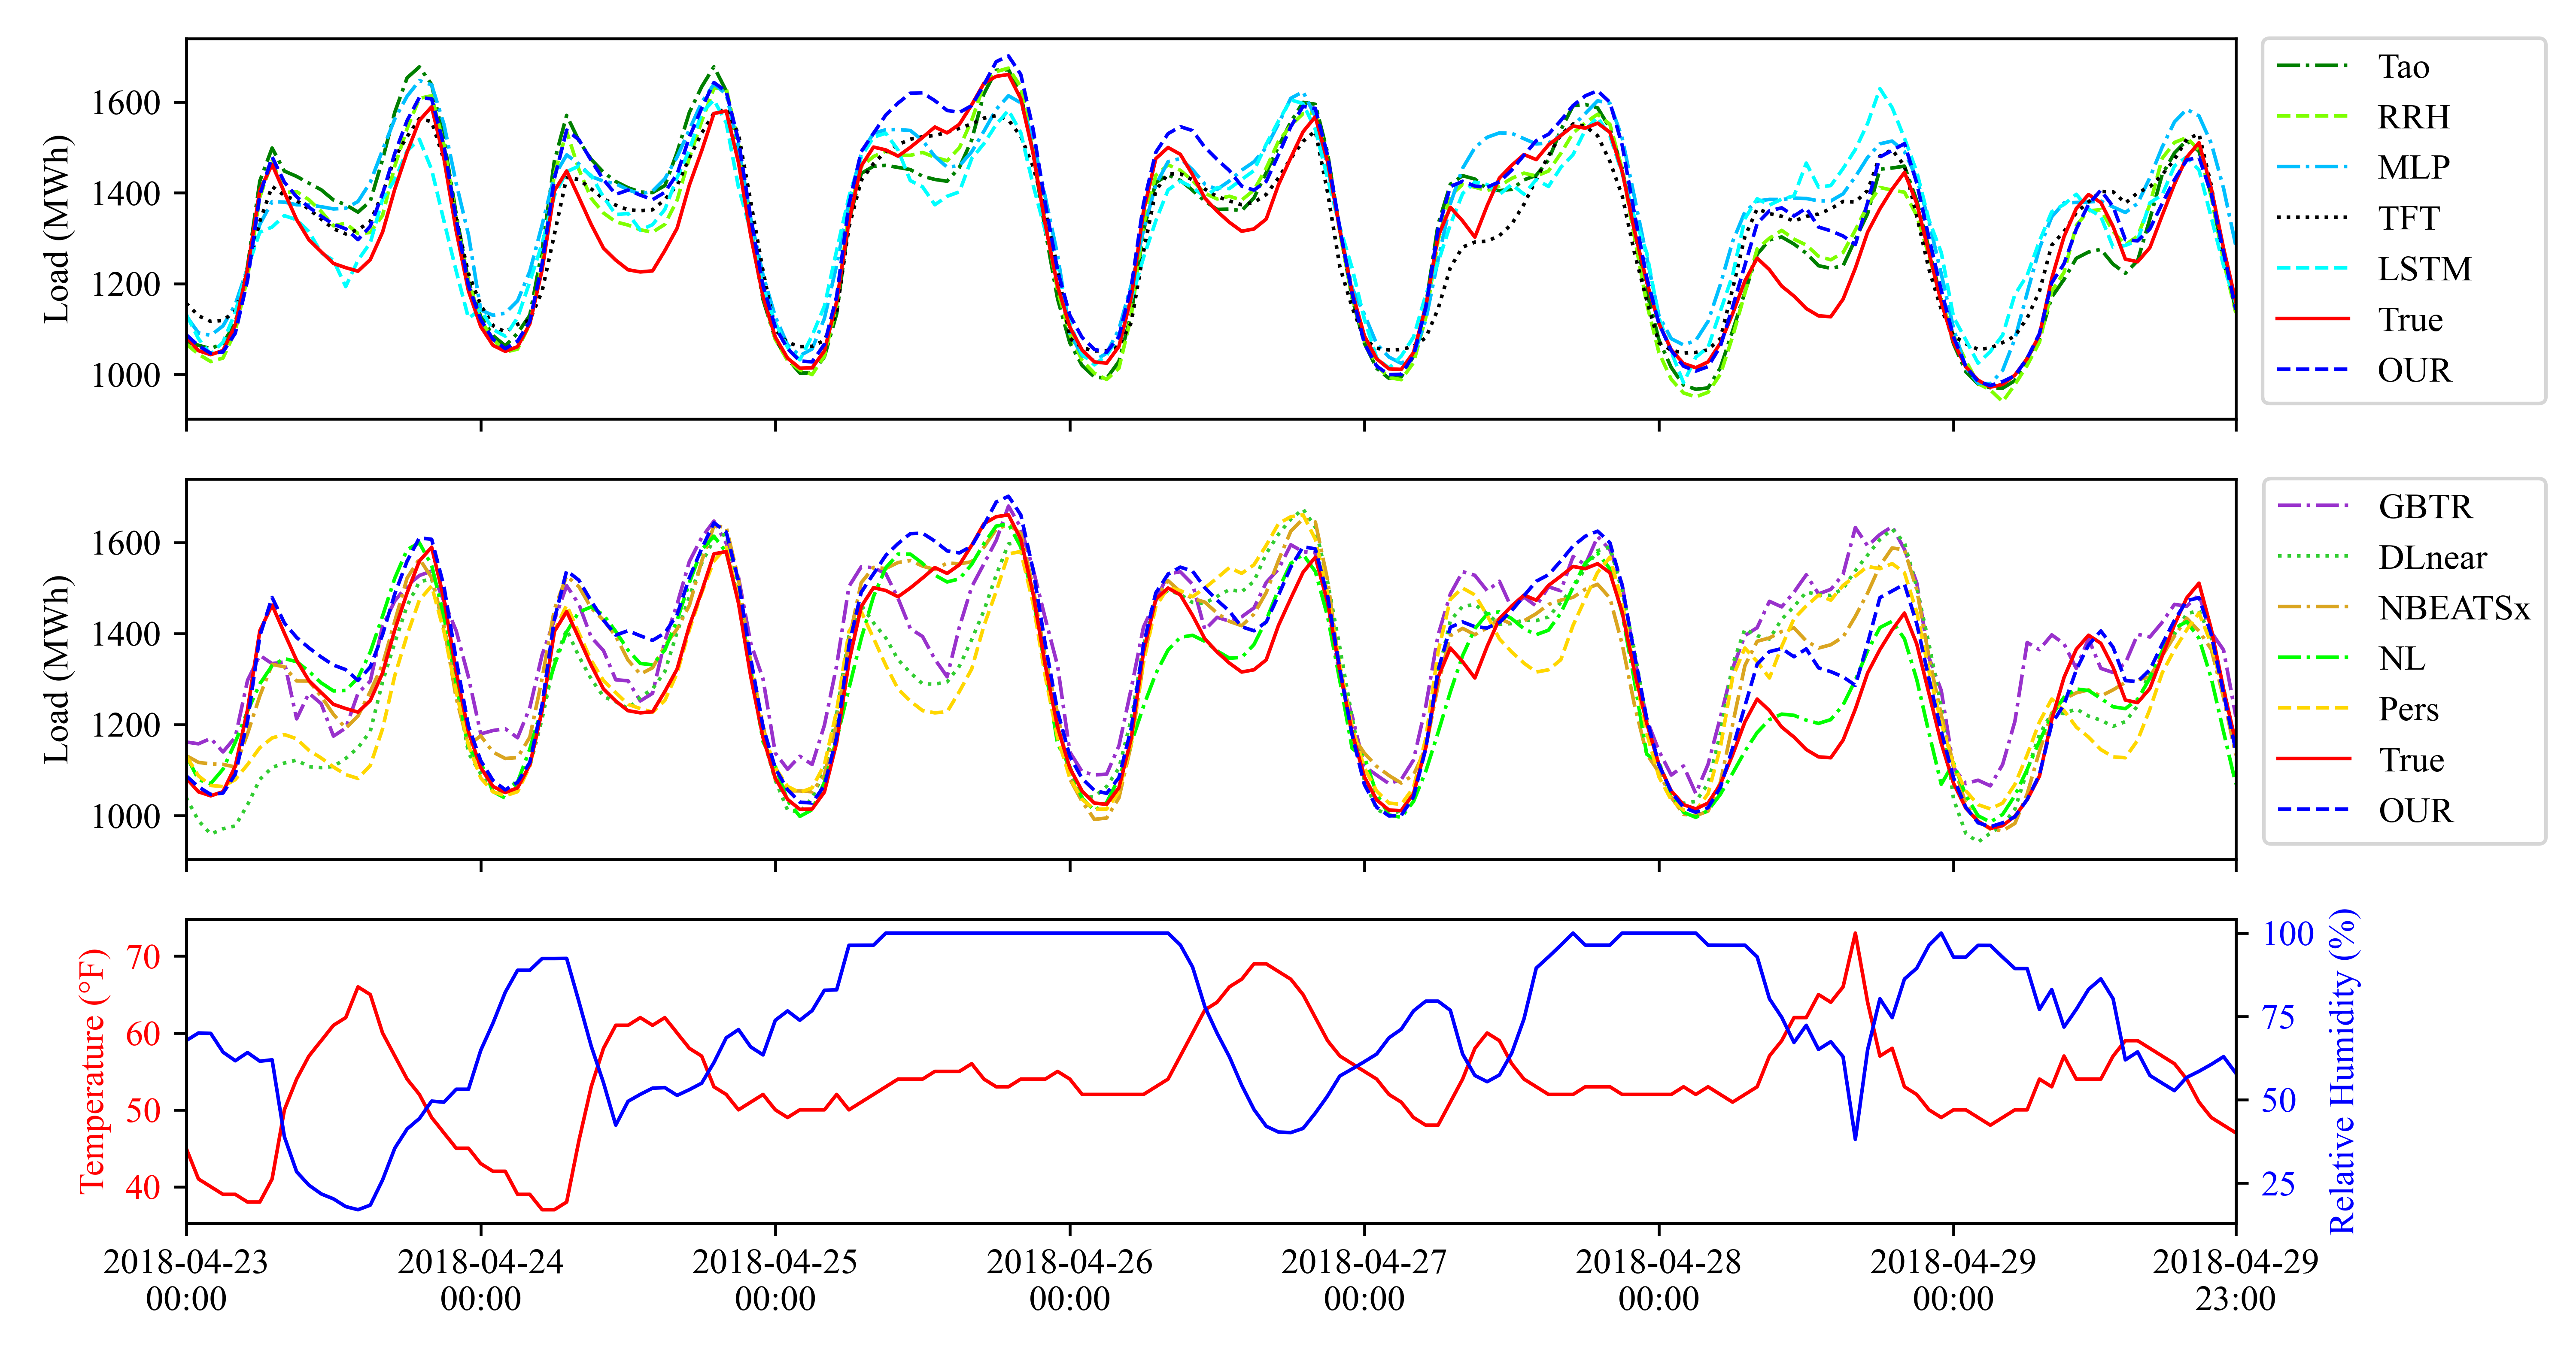 Load (MWh)
1600
1400
1200
1000
Tao
RRH
MLP
TFT
LSTM
True
OUR
Load (MWh)
1600
1400
1200
1000
GBTR
DLnear
NBEATSx
NL
Pers
True
OUR
Temperature (°F)
70
60
50
40
100
75
50
25
Relative Humidity (%)
2018-04-23
00:00
2018-04-24
00:00
2018-04-25
00:00
2018-04-26
00:00
2018-04-27
00:00
2018-04-28
00:00
2018-04-29
00:00
2018-04-29
23:00